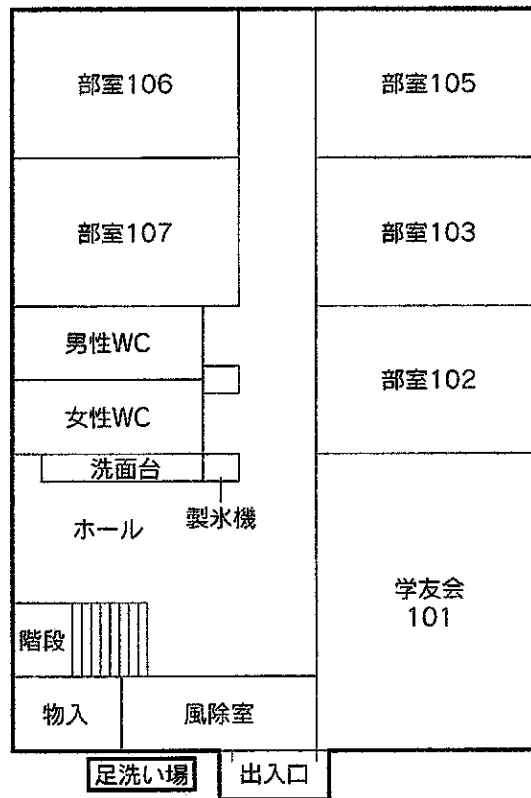 部室106
部室105
部室107
部室103
男性WC
部室102
女性WC
洗面台
製氷機
ホール
学友会
101
階段
物入
風除室
足洗い場
出入口